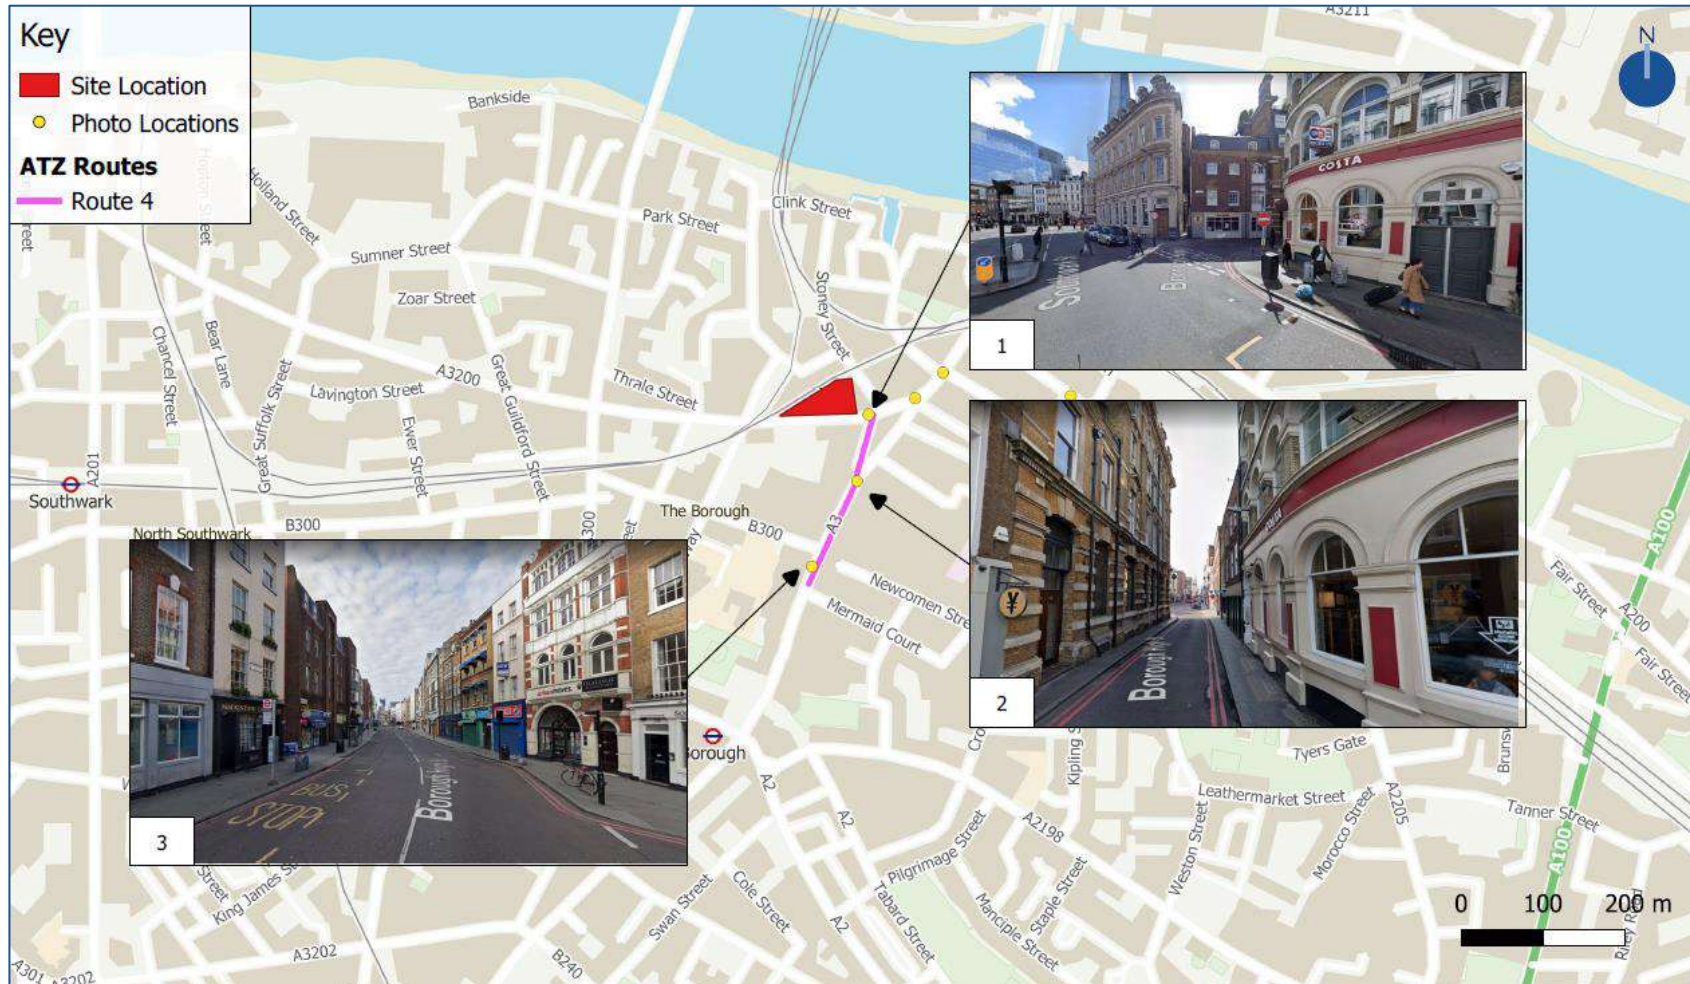 Key
Site Location
Photo Locations
ATZ Routes
Route 4
N
A3211
Bankside
Hopton Street
Holland Street
Park Street
Clink Street
Sumner Street
Zoar Street
Stoney Street
Chancel Street
Bear Lane
Great Suffolk Street
Lavington Street
A3200
Great Guildford Street
Thrale Street
Ewer Street
A201
Southwark
B300
North Southwark
The Borough
B300
A3
Newcomen Stre
Mermaid Court
COSTA
1
¥
2
BUS
STOP
3
Borough
A2
A2
A2
A2198
Pilgrimage Street
Tabard Street
Manciple Street
Staple Street
Swan Street
Cole Street
Kipling S
Weston Street
Leathermarket Street
Morocco Street
A2205
Tyers Gate
Tanner Street
Fair Street
A200
Fair Street
A100
A100
King James St
Street
A3202
A301
A3202
B240
0 100 200 m